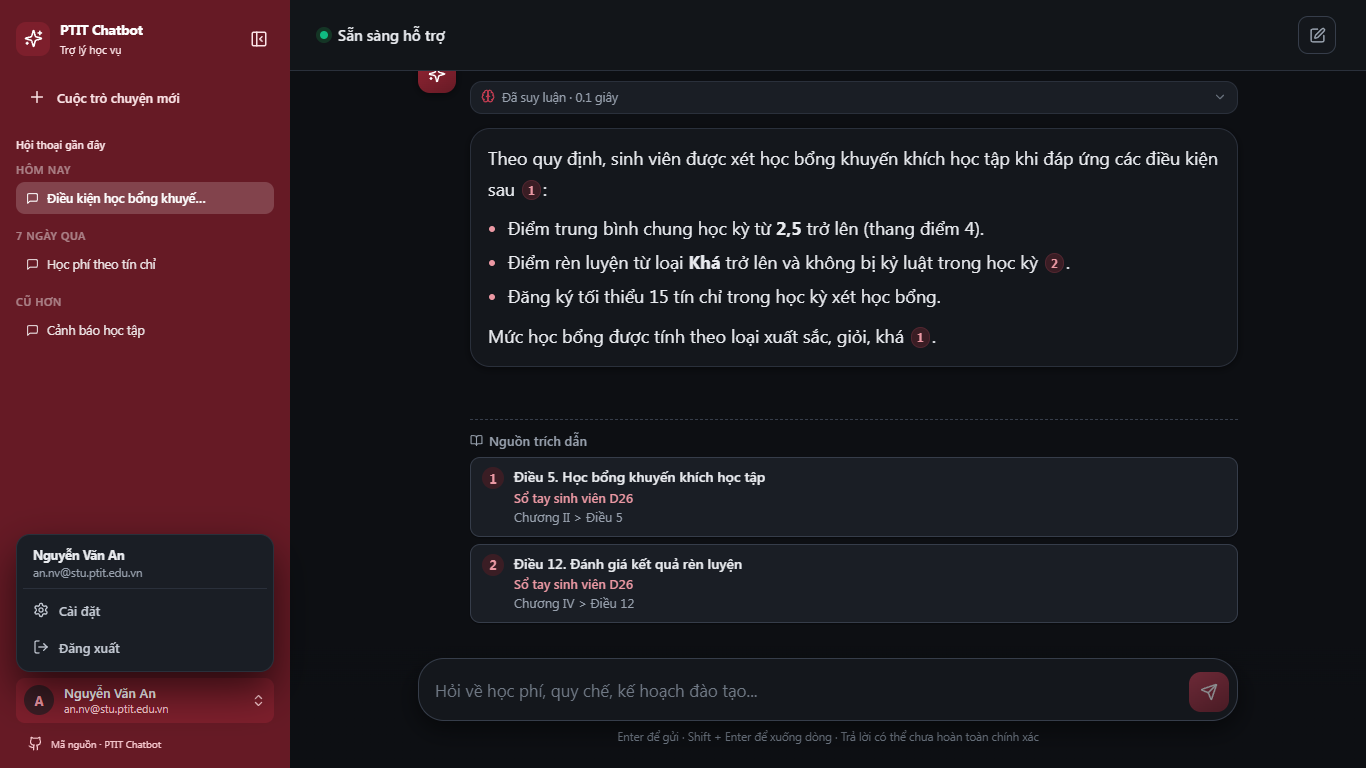 PTIT Chatbot
Trợ lý học vụ
Cuộc trò chuyện mới
Hội thoại gần đây
HÔM NAY
Điều kiện học bổng khuyế...
7 NGÀY QUA
Học phí theo tín chỉ
CŨ HƠN
Cảnh báo học tập
Nguyễn Văn An
an.nv@stu.ptit.edu.vn
Cài đặt
Đăng xuất
A
Nguyễn Văn An
an.nv@stu.ptit.edu.vn
Mã nguồn · PTIT Chatbot
Sẵn sàng hỗ trợ
Đã suy luận · 0.1 giây
Theo quy định, sinh viên được xét học bổng khuyến khích học tập khi đáp ứng các điều kiện
sau 1 :
• Điểm trung bình chung học kỳ từ 2,5 trở lên (thang điểm 4).
• Điểm rèn luyện từ loại Khá trở lên và không bị kỷ luật trong học kỳ 2 .
• Đăng ký tối thiểu 15 tín chỉ trong học kỳ xét học bổng.
Mức học bổng được tính theo loại xuất sắc, giỏi, khá 1 .
Nguồn trích dẫn
1 Điều 5. Học bổng khuyến khích học tập
Sổ tay sinh viên D26
Chương II > Điều 5
2 Điều 12. Đánh giá kết quả rèn luyện
Sổ tay sinh viên D26
Chương IV > Điều 12
Hỏi về học phí, quy chế, kế hoạch đào tạo...
Enter để gửi · Shift + Enter để xuống dòng · Trả lời có thể chưa hoàn toàn chính xác